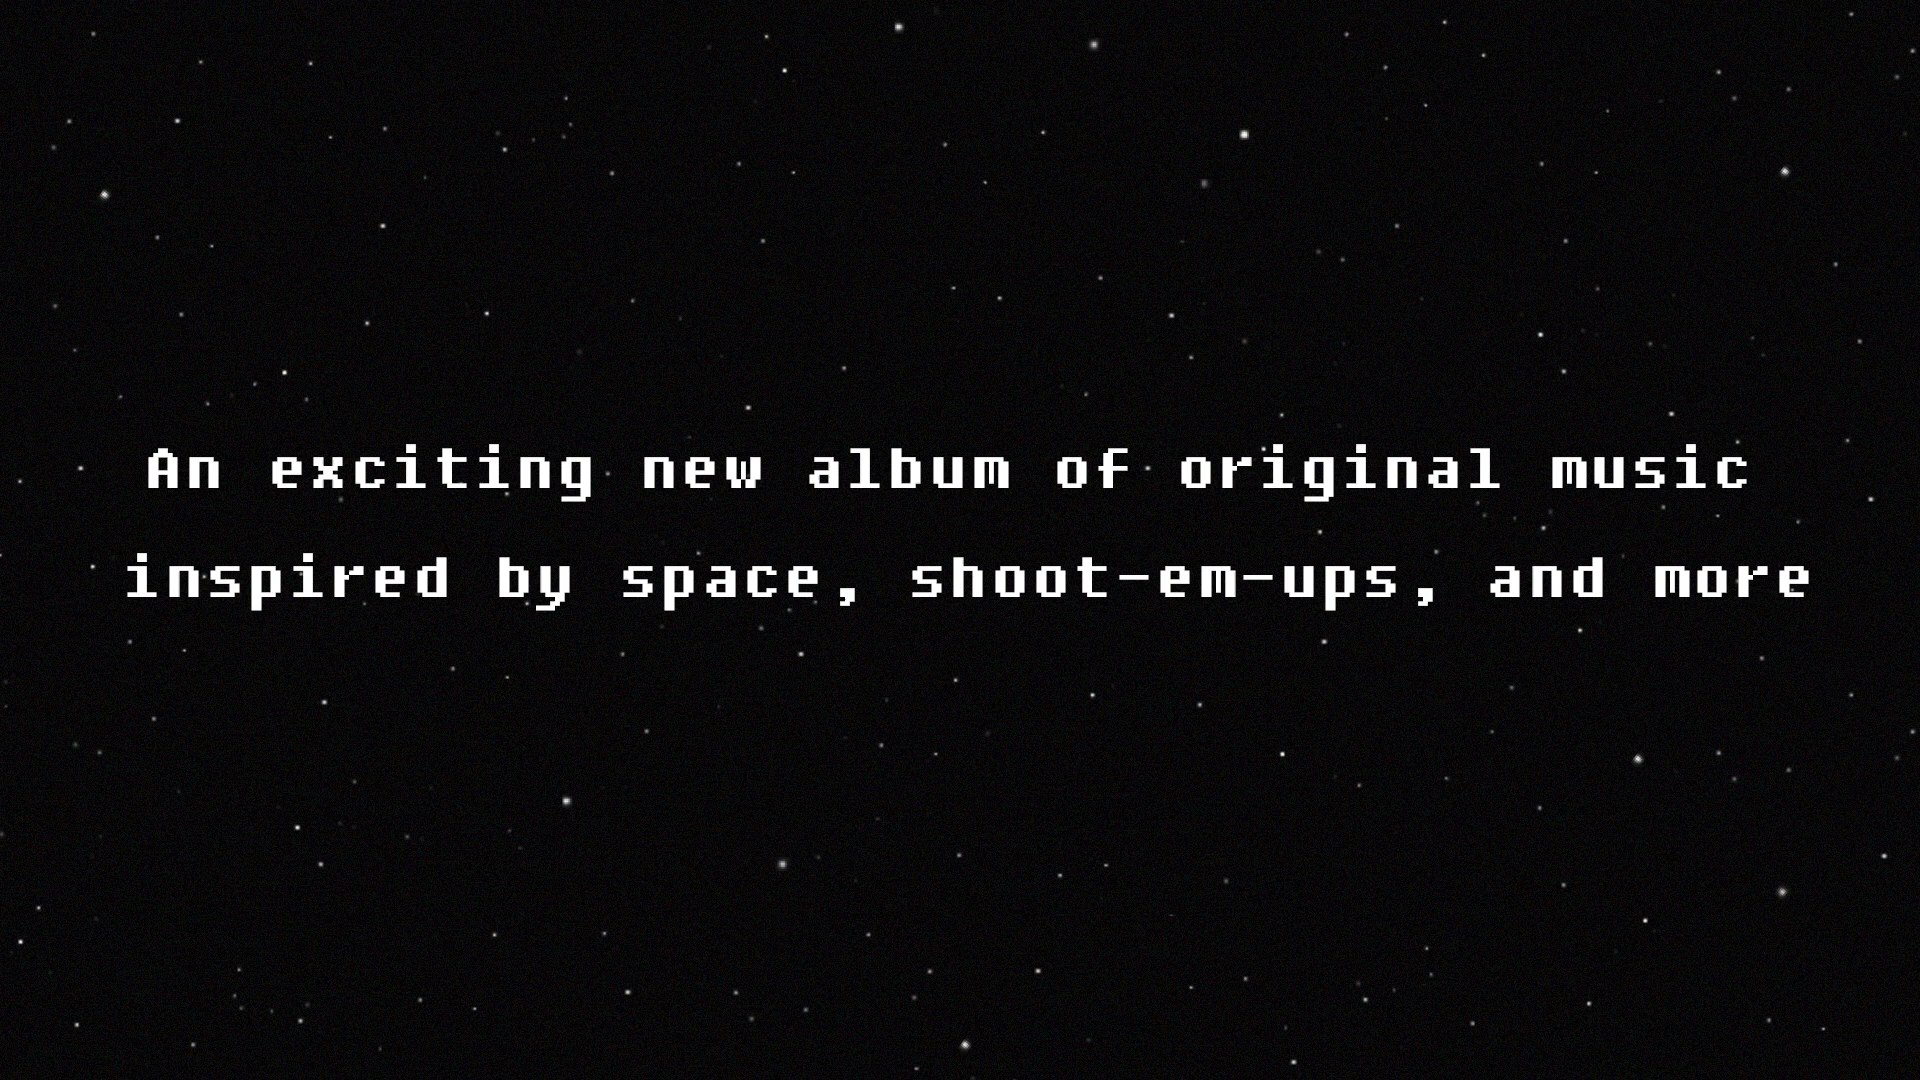 An exciting new album of original music
inspired by space, shoot-em-ups, and more